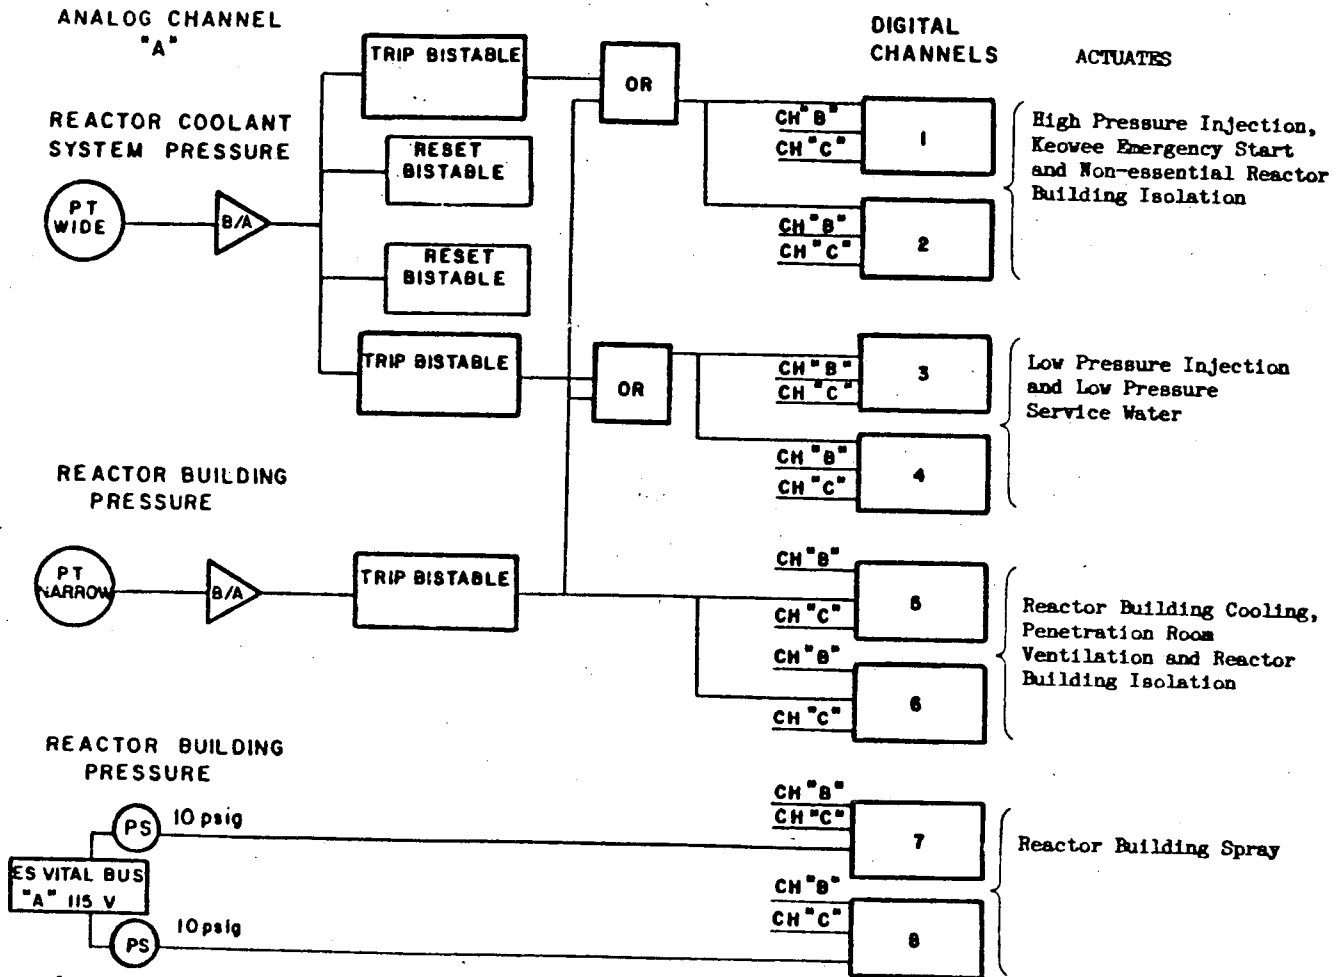 ANALOG CHANNEL
"A"
DIGITAL
CHANNELS
ACTUATES
TRIP BISTABLE
OR
REACTOR COOLANT
SYSTEM PRESSURE
RESET
BISTABLE
PT
WIDE
B/A
RESET
BISTABLE
TRIP BISTABLE
OR
CH "B"
CH "C"
1
CH "B"
CH "C"
2
High Pressure Injection,
Keowee Emergency Start
and Non-essential Reactor
Building Isolation
CH "B"
CH "C"
3
CH "B"
CH "C"
4
Low Pressure Injection
and Low Pressure
Service Water
REACTOR BUILDING
PRESSURE
PT
NARROW
B/A
TRIP BISTABLE
CH "B"
CH "C"
5
CH "B"
CH "C"
6
Reactor Building Cooling,
Penetration Room
Ventilation and Reactor
Building Isolation
REACTOR BUILDING
PRESSURE
PS
10 psig
ES VITAL BUS
"A" 115 V
PS
10 psig
CH "B"
CH "C"
7
CH "B"
CH "C"
8
Reactor Building Spray